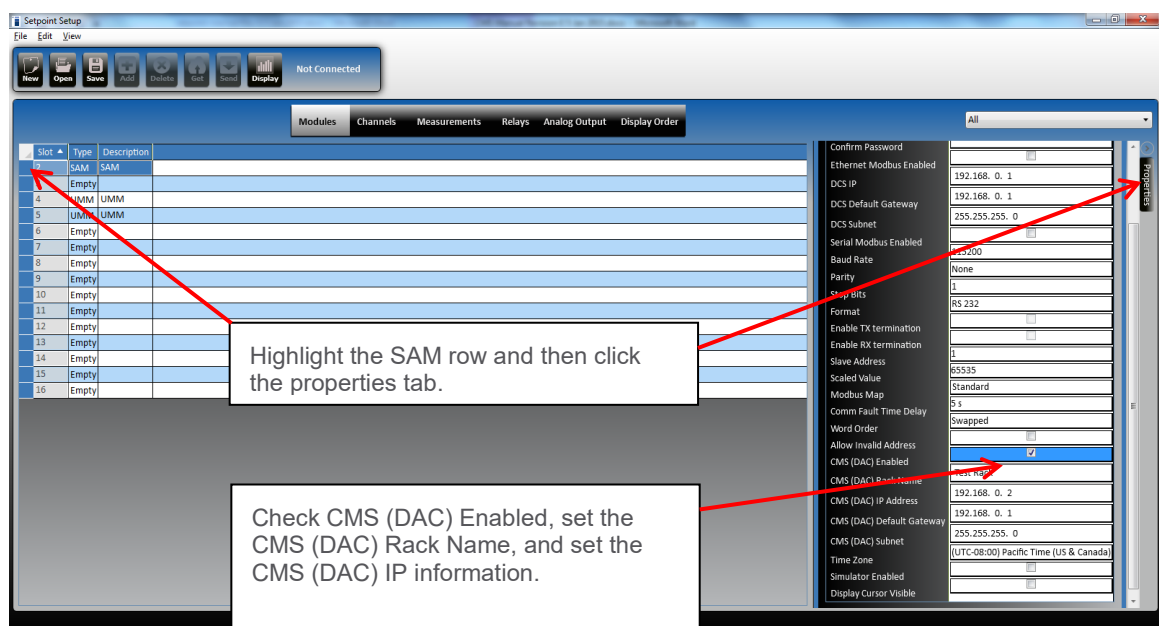 Setpoint Setup
File Edit View
New Open Save Add Delete Get Send Display Not Connected
Modules Channels Measurements Relays Analog Output Display Order All
Slot Type Description
2 SAM SAM
Empty
4 UMM UMM
5 UMM UMM
6 Empty
7 Empty
8 Empty
9 Empty
10 Empty
11 Empty
12 Empty
13 Empty
14 Empty
15 Empty
16 Empty
Highlight the SAM row and then click
the properties tab.
Check CMS (DAC) Enabled, set the
CMS (DAC) Rack Name, and set the
CMS (DAC) IP information.
Properties
Confirm Password
Ethernet Modbus Enabled
DCS IP 192.168. 0. 1
DCS Default Gateway 192.168. 0. 1
DCS Subnet 255.255.255. 0
Serial Modbus Enabled
Baud Rate 115200
Parity None
Stop Bits 1
Format RS 232
Enable TX termination
Enable RX termination
Slave Address 1
Scaled Value 65535
Modbus Map Standard
Comm Fault Time Delay 5 s
Word Order Swapped
Allow Invalid Address
CMS (DAC) Enabled
CMS (DAC) Rack Name Test Rack
CMS (DAC) IP Address 192.168. 0. 2
CMS (DAC) Default Gateway 192.168. 0. 1
CMS (DAC) Subnet 255.255.255. 0
Time Zone (UTC-08:00) Pacific Time (US & Canada)
Simulator Enabled
Display Cursor Visible